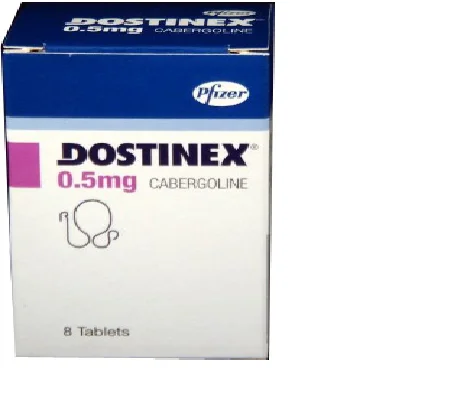 DOSTINEX
0.5mg CABERGOLINE
Pfizer
DOSTINEX®
0.5mg CABERGOLINE
8 Tablets